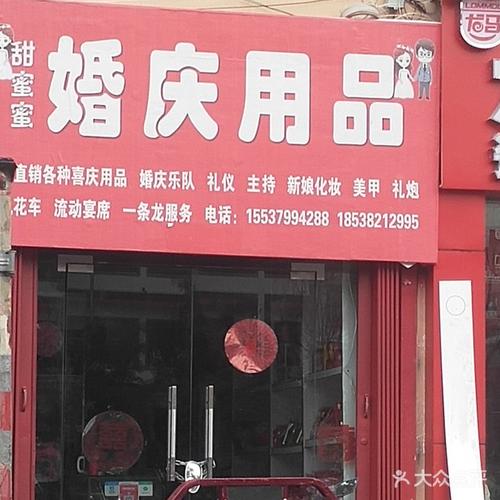 甜蜜蜜
婚庆用品
直销各种喜庆用品 婚庆乐队 礼仪 主持 新娘化妆 美甲 礼炮
花车 流动宴席 一条龙服务 电话：15537994288 18538212995
大众点评